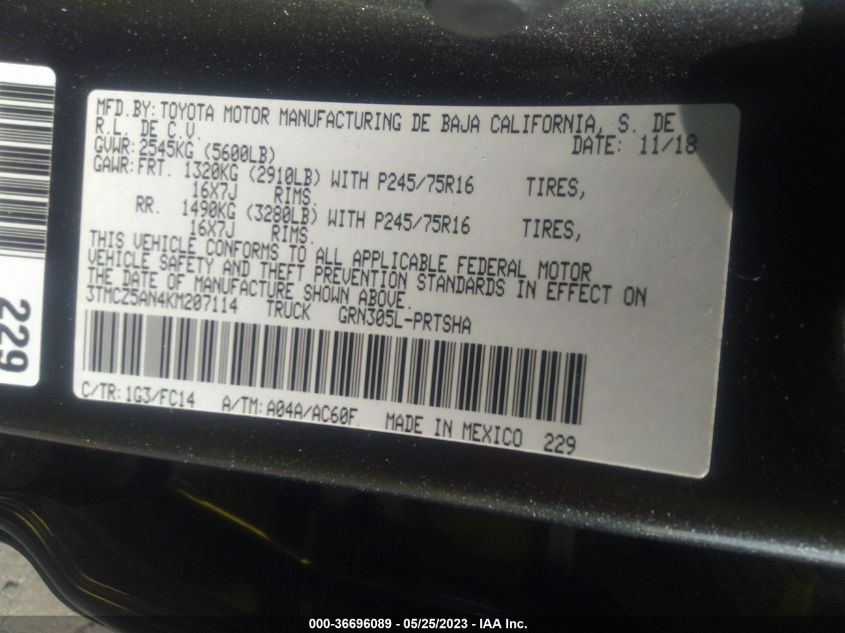 MFD.BY:TOYOTA MOTOR MANUFACTURING DE BAJA CALIFORNIA, S. DE
R.L. DE C.V. DATE: 11/18
GVWR:2545KG (5600LB)
GAWR:FRT. 1320KG (2910LB) WITH P245/75R16 TIRES,
16X7J RIMS.
RR. 1490KG (3280LB) WITH P245/75R16 TIRES,
16X7J RIMS.
THIS VEHICLE CONFORMS TO ALL APPLICABLE FEDERAL MOTOR
VEHICLE SAFETY AND THEFT PREVENTION STANDARDS IN EFFECT ON
THE DATE OF MANUFACTURE SHOWN ABOVE.
3TMCZ5AN4KM207114 TRUCK GRN305L-PRTSHA
C/TR:1G3/FC14 A/TM:A04A/AC60F
MADE IN MEXICO 229
229
000-36696089 - 05/25/2023 - IAA Inc.